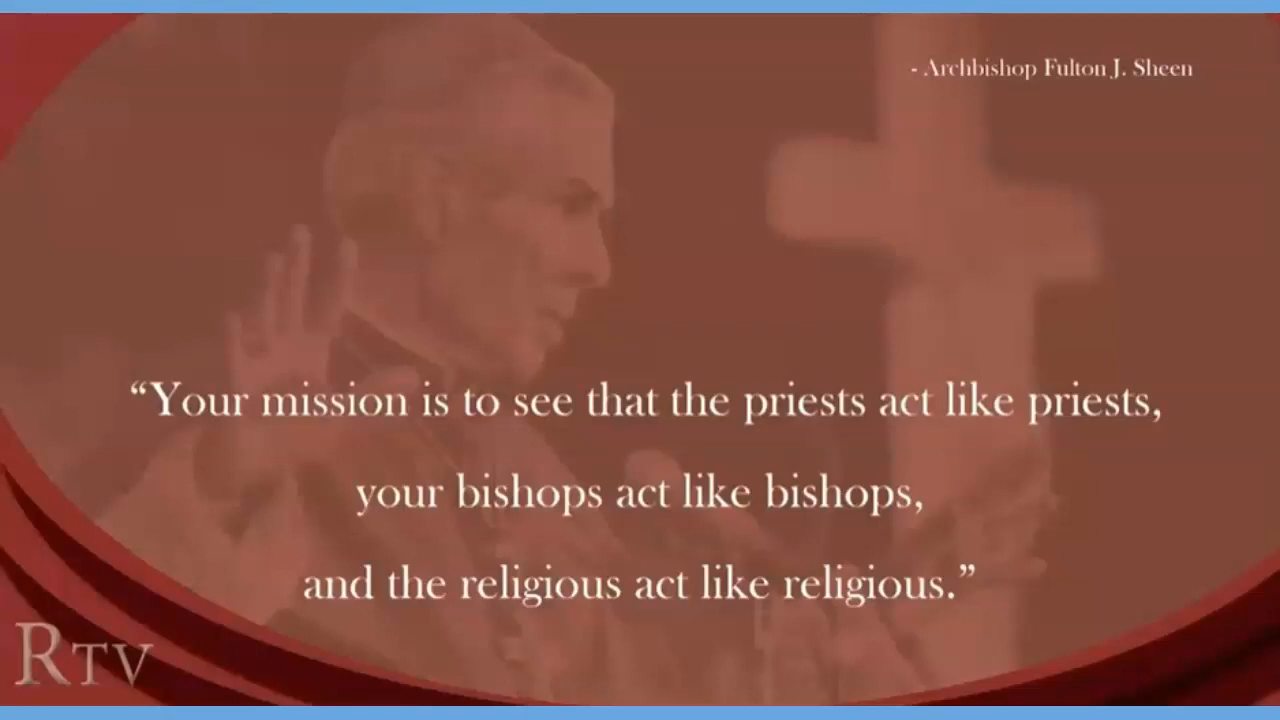 - Archbishop Fulton J. Sheen
“Your mission is to see that the priests act like priests,
your bishops act like bishops,
and the religious act like religious.”
RTV